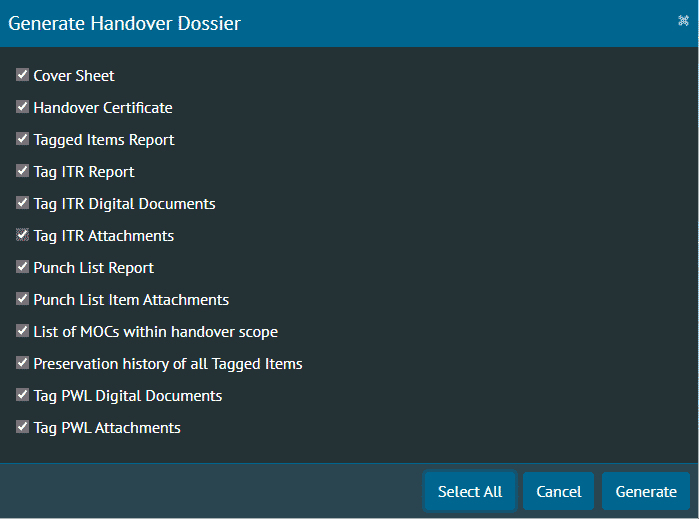 Generate Handover Dossier
Cover Sheet
Handover Certificate
Tagged Items Report
Tag ITR Report
Tag ITR Digital Documents
Tag ITR Attachments
Punch List Report
Punch List Item Attachments
List of MOCs within handover scope
Preservation history of all Tagged Items
Tag PWL Digital Documents
Tag PWL Attachments
Select All Cancel Generate